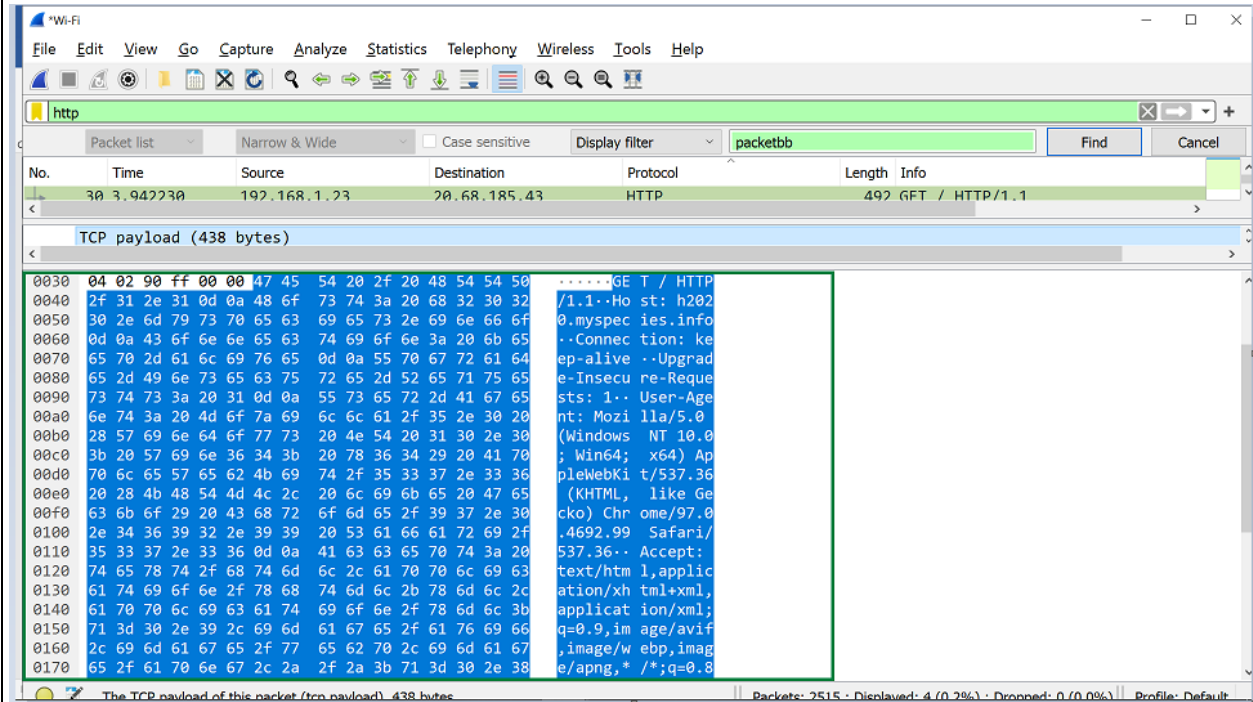 *Wi-Fi
File Edit View Go Capture Analyze Statistics Telephony Wireless Tools Help
http
Packet list Narrow & Wide Case sensitive Display filter packetbb Find Cancel
No. Time Source Destination Protocol Length Info
30 3.942230 192.168.1.23 20.68.185.43 HTTP 492 GET / HTTP/1.1
TCP payload (438 bytes)
0030 04 02 90 ff 00 00 47 45 54 20 2f 20 48 54 54 50 ······GE T / HTTP
0040 2f 31 2e 31 0d 0a 48 6f 73 74 3a 20 68 32 30 32 /1.1··Ho st: h202
0050 30 2e 6d 79 73 70 65 63 69 65 73 2e 69 6e 66 6f 0.myspec ies.info
0060 0d 0a 43 6f 6e 6e 65 63 74 69 6f 6e 3a 20 6b 65 ··Connec tion: ke
0070 65 70 2d 61 6c 69 76 65 0d 0a 55 70 67 72 61 64 ep-alive ··Upgrad
0080 65 2d 49 6e 73 65 63 75 72 65 2d 52 65 71 75 65 e-Insecu re-Reque
0090 73 74 73 3a 20 31 0d 0a 55 73 65 72 2d 41 67 65 sts: 1·· User-Age
00a0 6e 74 3a 20 4d 6f 7a 69 6c 6c 61 2f 35 2e 30 20 nt: Mozi lla/5.0
00b0 28 57 69 6e 64 6f 77 73 20 4e 54 20 31 30 2e 30 (Windows NT 10.0
00c0 3b 20 57 69 6e 36 34 3b 20 78 36 34 29 20 41 70 ; Win64; x64) Ap
00d0 70 6c 65 57 65 62 4b 69 74 2f 35 33 37 2e 33 36 pleWebKi t/537.36
00e0 20 28 4b 48 54 4d 4c 2c 20 6c 69 6b 65 20 47 65 (KHTML, like Ge
00f0 63 6b 6f 29 20 43 68 72 6f 6d 65 2f 39 37 2e 30 cko) Chr ome/97.0
0100 2e 34 36 39 32 2e 39 39 20 53 61 66 61 72 69 2f .4692.99 Safari/
0110 35 33 37 2e 33 36 0d 0a 41 63 63 65 70 74 3a 20 537.36·· Accept:
0120 74 65 78 74 2f 68 74 6d 6c 2c 61 70 70 6c 69 63 text/htm l,applic
0130 61 74 69 6f 6e 2f 78 68 74 6d 6c 2b 78 6d 6c 2c ation/xh tml+xml,
0140 61 70 70 6c 69 63 61 74 69 6f 6e 2f 78 6d 6c 3b applicat ion/xml;
0150 71 3d 30 2e 39 2c 69 6d 61 67 65 2f 61 76 69 66 q=0.9,im age/avif
0160 2c 69 6d 61 67 65 2f 77 65 62 70 2c 69 6d 61 67 ,image/w ebp,imag
0170 65 2f 61 70 6e 67 2c 2a 2f 2a 3b 71 3d 30 2e 38 e/apng,* /*;q=0.8
The TCP payload of this packet (tcp.payload), 438 bytes Packets: 2515 · Displayed: 4 (0.2%) · Dropped: 0 (0.0%) Profile: Default